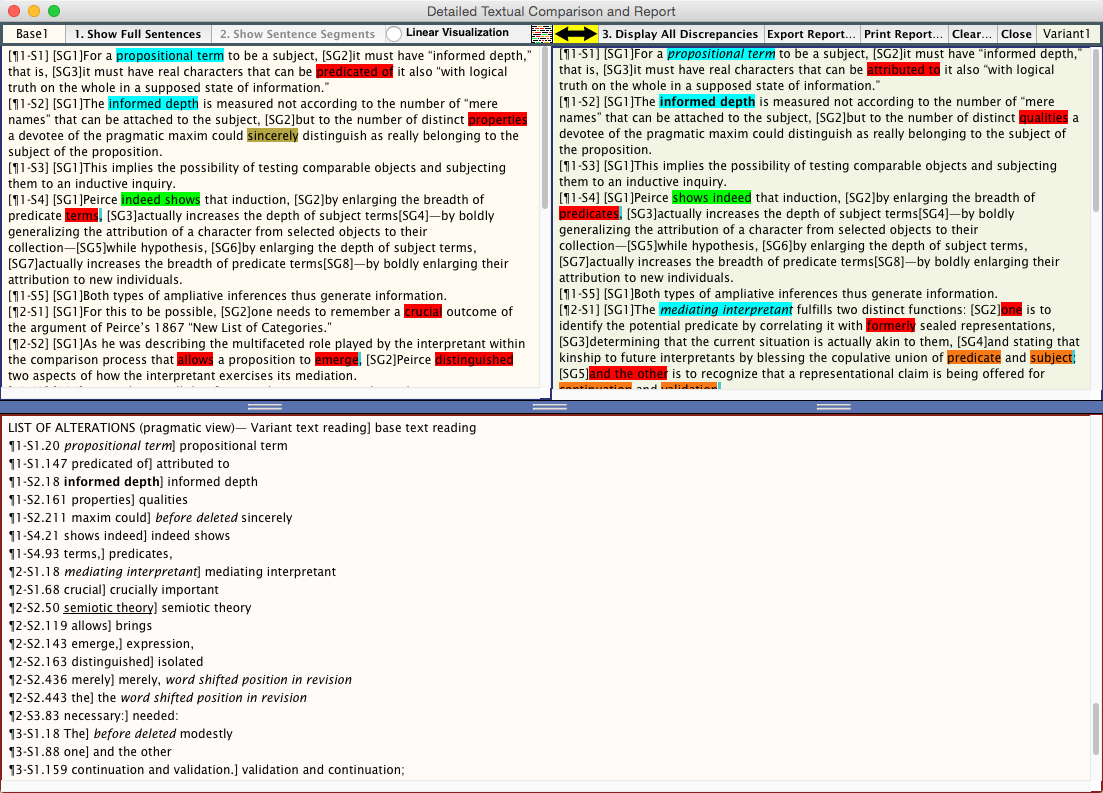 Detailed Textual Comparison and Report
Base1
1. Show Full Sentences
2. Show Sentence Segments
Linear Visualization
3. Display All Discrepancies
Export Report...
Print Report...
Clear...
Close
Variant1
[¶1-S1] [SG1]For a propositional term to be a subject, [SG2]it must have “informed depth,”
that is, [SG3]it must have real characters that can be predicated of it also “with logical
truth on the whole in a supposed state of information.”
[¶1-S2] [SG1]The informed depth is measured not according to the number of “mere
names” that can be attached to the subject, [SG2]but to the number of distinct properties
a devotee of the pragmatic maxim could sincerely distinguish as really belonging to the
subject of the proposition.
[¶1-S3] [SG1]This implies the possibility of testing comparable objects and subjecting
them to an inductive inquiry.
[¶1-S4] [SG1]Peirce indeed shows that induction, [SG2]by enlarging the breadth of
predicate terms, [SG3]actually increases the depth of subject terms[SG4]—by boldly
generalizing the attribution of a character from selected objects to their
collection—[SG5]while hypothesis, [SG6]by enlarging the depth of subject terms,
[SG7]actually increases the breadth of predicate terms[SG8]—by boldly enlarging their
attribution to new individuals.
[¶1-S5] [SG1]Both types of ampliative inferences thus generate information.
[¶2-S1] [SG1]For this to be possible, [SG2]one needs to remember a crucial outcome of
the argument of Peirce’s 1867 “New List of Categories.”
[¶2-S2] [SG1]As he was describing the multifaceted role played by the interpretant within
the comparison process that allows a proposition to emerge, [SG2]Peirce distinguished
two aspects of how the interpretant exercises its mediation.
[¶1-S1] [SG1]For a propositional term to be a subject, [SG2]it must have “informed depth,”
that is, [SG3]it must have real characters that can be attributed to it also “with logical
truth on the whole in a supposed state of information.”
[¶1-S2] [SG1]The informed depth is measured not according to the number of “mere
names” that can be attached to the subject, [SG2]but to the number of distinct qualities a
devotee of the pragmatic maxim could distinguish as really belonging to the subject of
the proposition.
[¶1-S3] [SG1]This implies the possibility of testing comparable objects and subjecting
them to an inductive inquiry.
[¶1-S4] [SG1]Peirce shows indeed that induction, [SG2]by enlarging the breadth of
predicates, [SG3]actually increases the depth of subject terms[SG4]—by boldly
generalizing the attribution of a character from selected objects to their
collection—[SG5]while hypothesis, [SG6]by enlarging the depth of subject terms,
[SG7]actually increases the breadth of predicate terms[SG8]—by boldly enlarging their
attribution to new individuals.
[¶1-S5] [SG1]Both types of ampliative inferences thus generate information.
[¶2-S1] [SG1]The mediating interpretant fulfills two distinct functions: [SG2]one is to
identify the potential predicate by correlating it with formerly sealed representations,
[SG3]determining that the current situation is actually akin to them, [SG4]and stating that
kinship to future interpretants by blessing the copulative union of predicate and subject;
[SG5]and the other is to recognize that a representational claim is being offered for
continuation and validation.
LIST OF ALTERATIONS (pragmatic view)— Variant text reading] base text reading
¶1-S1.20 propositional term] propositional term
¶1-S1.147 predicated of] attributed to
¶1-S2.18 informed depth] informed depth
¶1-S2.161 properties] qualities
¶1-S2.211 maxim could] before deleted sincerely
¶1-S4.21 shows indeed] indeed shows
¶1-S4.93 terms,] predicates,
¶2-S1.18 mediating interpretant] mediating interpretant
¶2-S1.68 crucial] crucially important
¶2-S2.50 semiotic theory] semiotic theory
¶2-S2.119 allows] brings
¶2-S2.143 emerge,] expression,
¶2-S2.163 distinguished] isolated
¶2-S2.436 merely] merely, word shifted position in revision
¶2-S2.443 the] the word shifted position in revision
¶2-S3.83 necessary:] needed:
¶3-S1.18 The] before deleted modestly
¶3-S1.88 one] and the other
¶3-S1.159 continuation and validation.] validation and continuation;